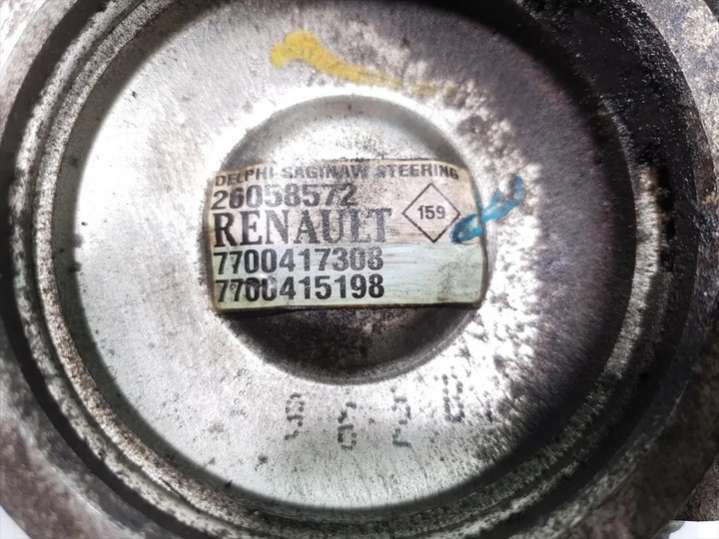 DELPHI SAGINAW STEERING
26058572
RENAULT
159
7700417308
7700415198